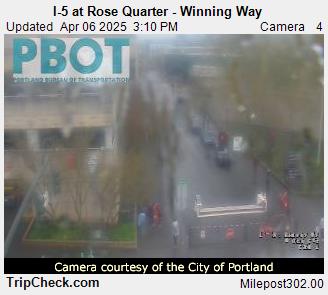 I-5 at Rose Quarter - Winning Way
Updated Apr 06 2025 3:10 PM Camera 4
PBOT
PORTLAND BUREAU OF TRANSPORTATION
Camera courtesy of the City of Portland
TripCheck.com Milepost302.00